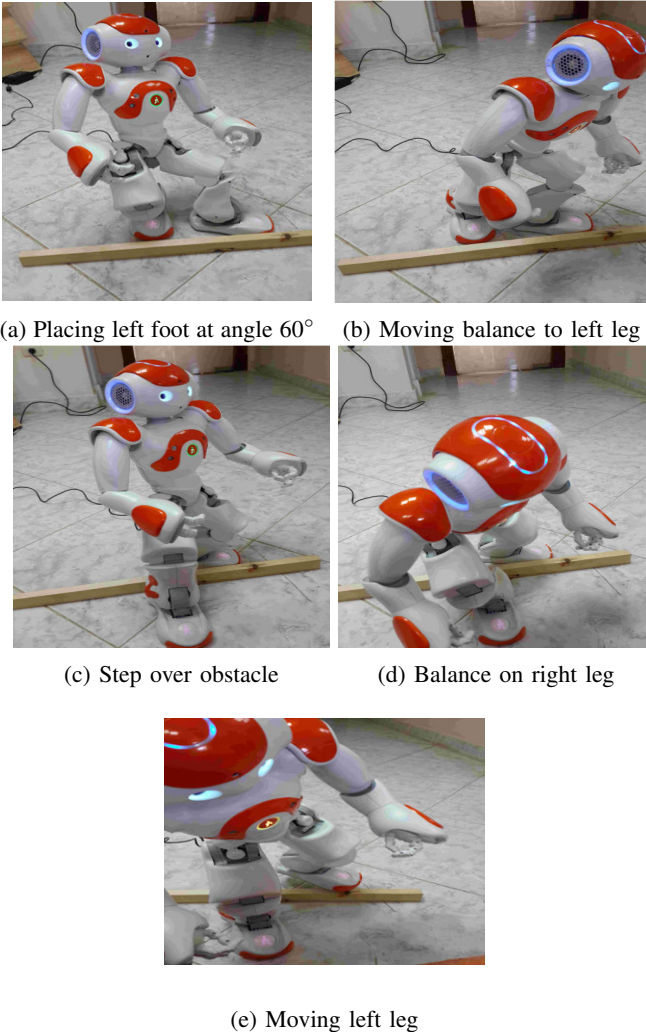 (a) Placing left foot at angle 60° (b) Moving balance to left leg
(c) Step over obstacle (d) Balance on right leg
(e) Moving left leg